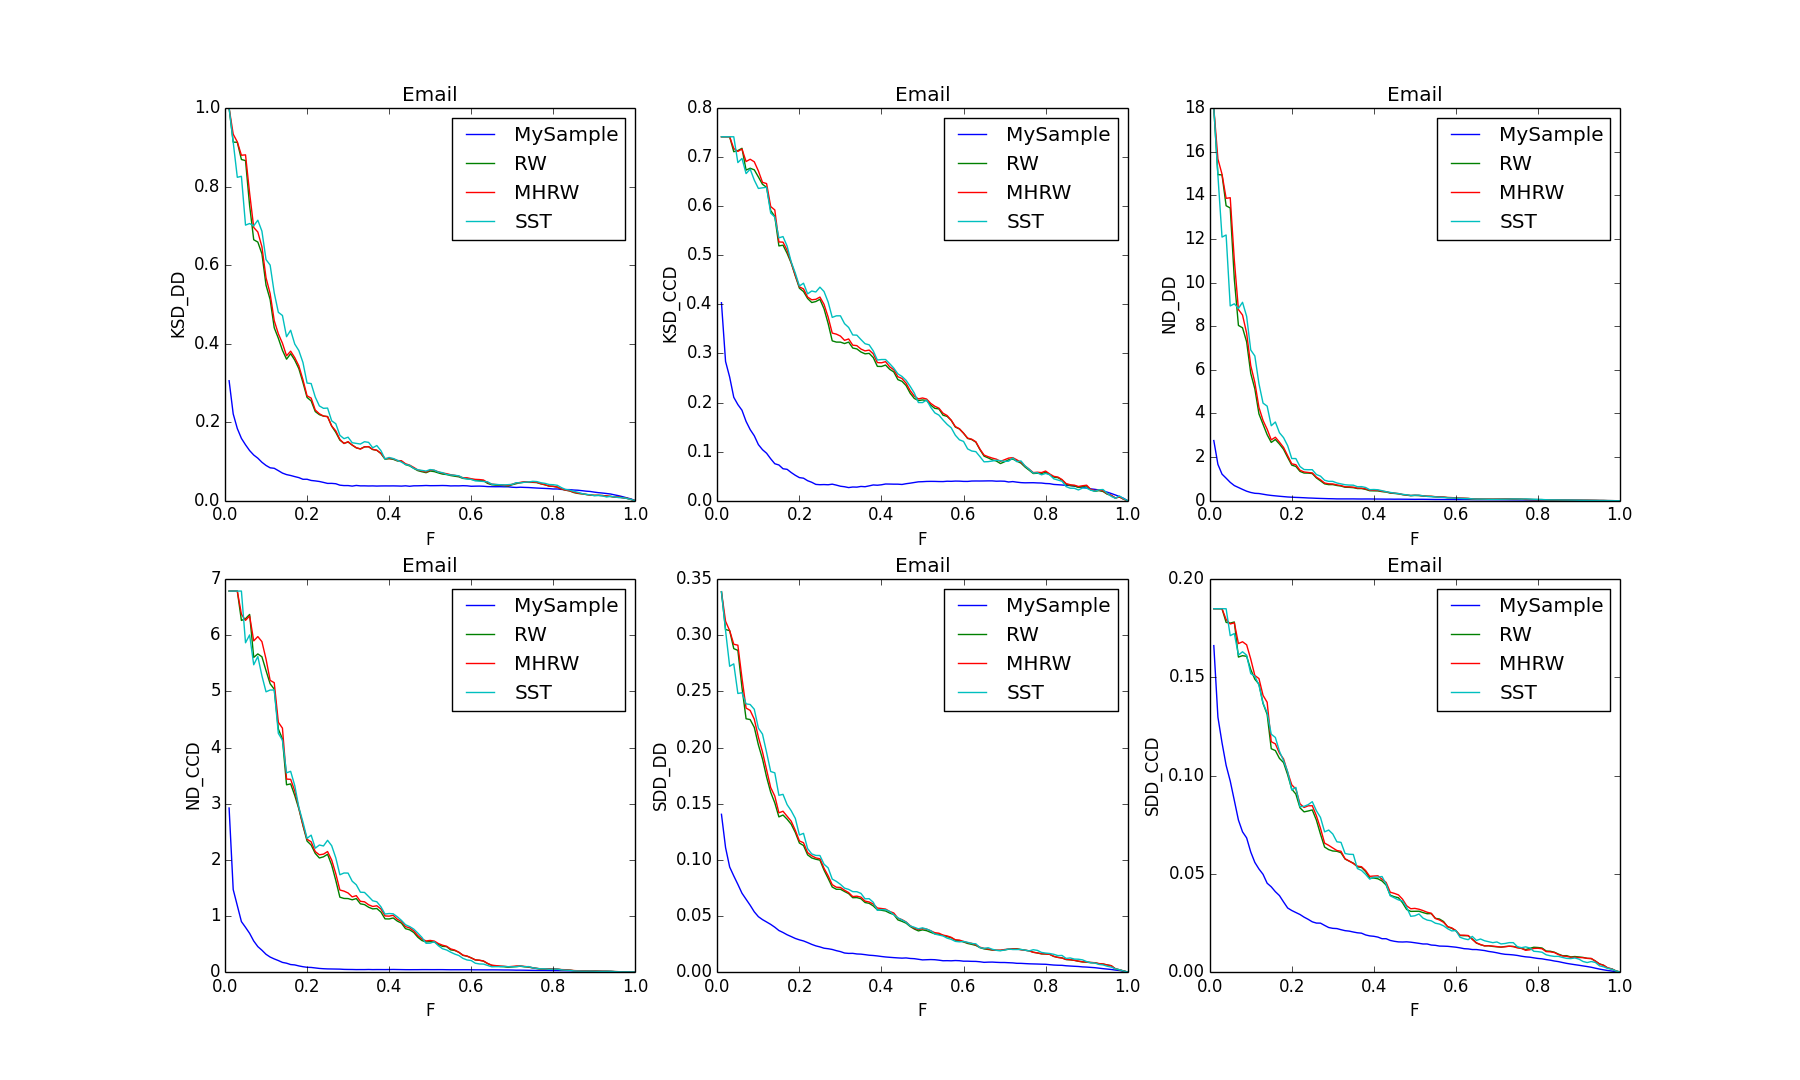 Email
KSD_DD
1.0
0.8
0.6
0.4
0.2
0.0
MySample
RW
MHRW
SST
0.0 0.2 0.4 0.6 0.8 1.0
F
Email
KSD_CCD
0.8
0.7
0.6
0.5
0.4
0.3
0.2
0.1
0.0
MySample
RW
MHRW
SST
0.0 0.2 0.4 0.6 0.8 1.0
F
Email
ND_DD
18
16
14
12
10
8
6
4
2
0
MySample
RW
MHRW
SST
0.0 0.2 0.4 0.6 0.8 1.0
F
Email
ND_CCD
7
6
5
4
3
2
1
0
MySample
RW
MHRW
SST
0.0 0.2 0.4 0.6 0.8 1.0
F
Email
SDD_DD
0.35
0.30
0.25
0.20
0.15
0.10
0.05
0.00
MySample
RW
MHRW
SST
0.0 0.2 0.4 0.6 0.8 1.0
F
Email
SDD_CCD
0.20
0.15
0.10
0.05
0.00
MySample
RW
MHRW
SST
0.0 0.2 0.4 0.6 0.8 1.0
F